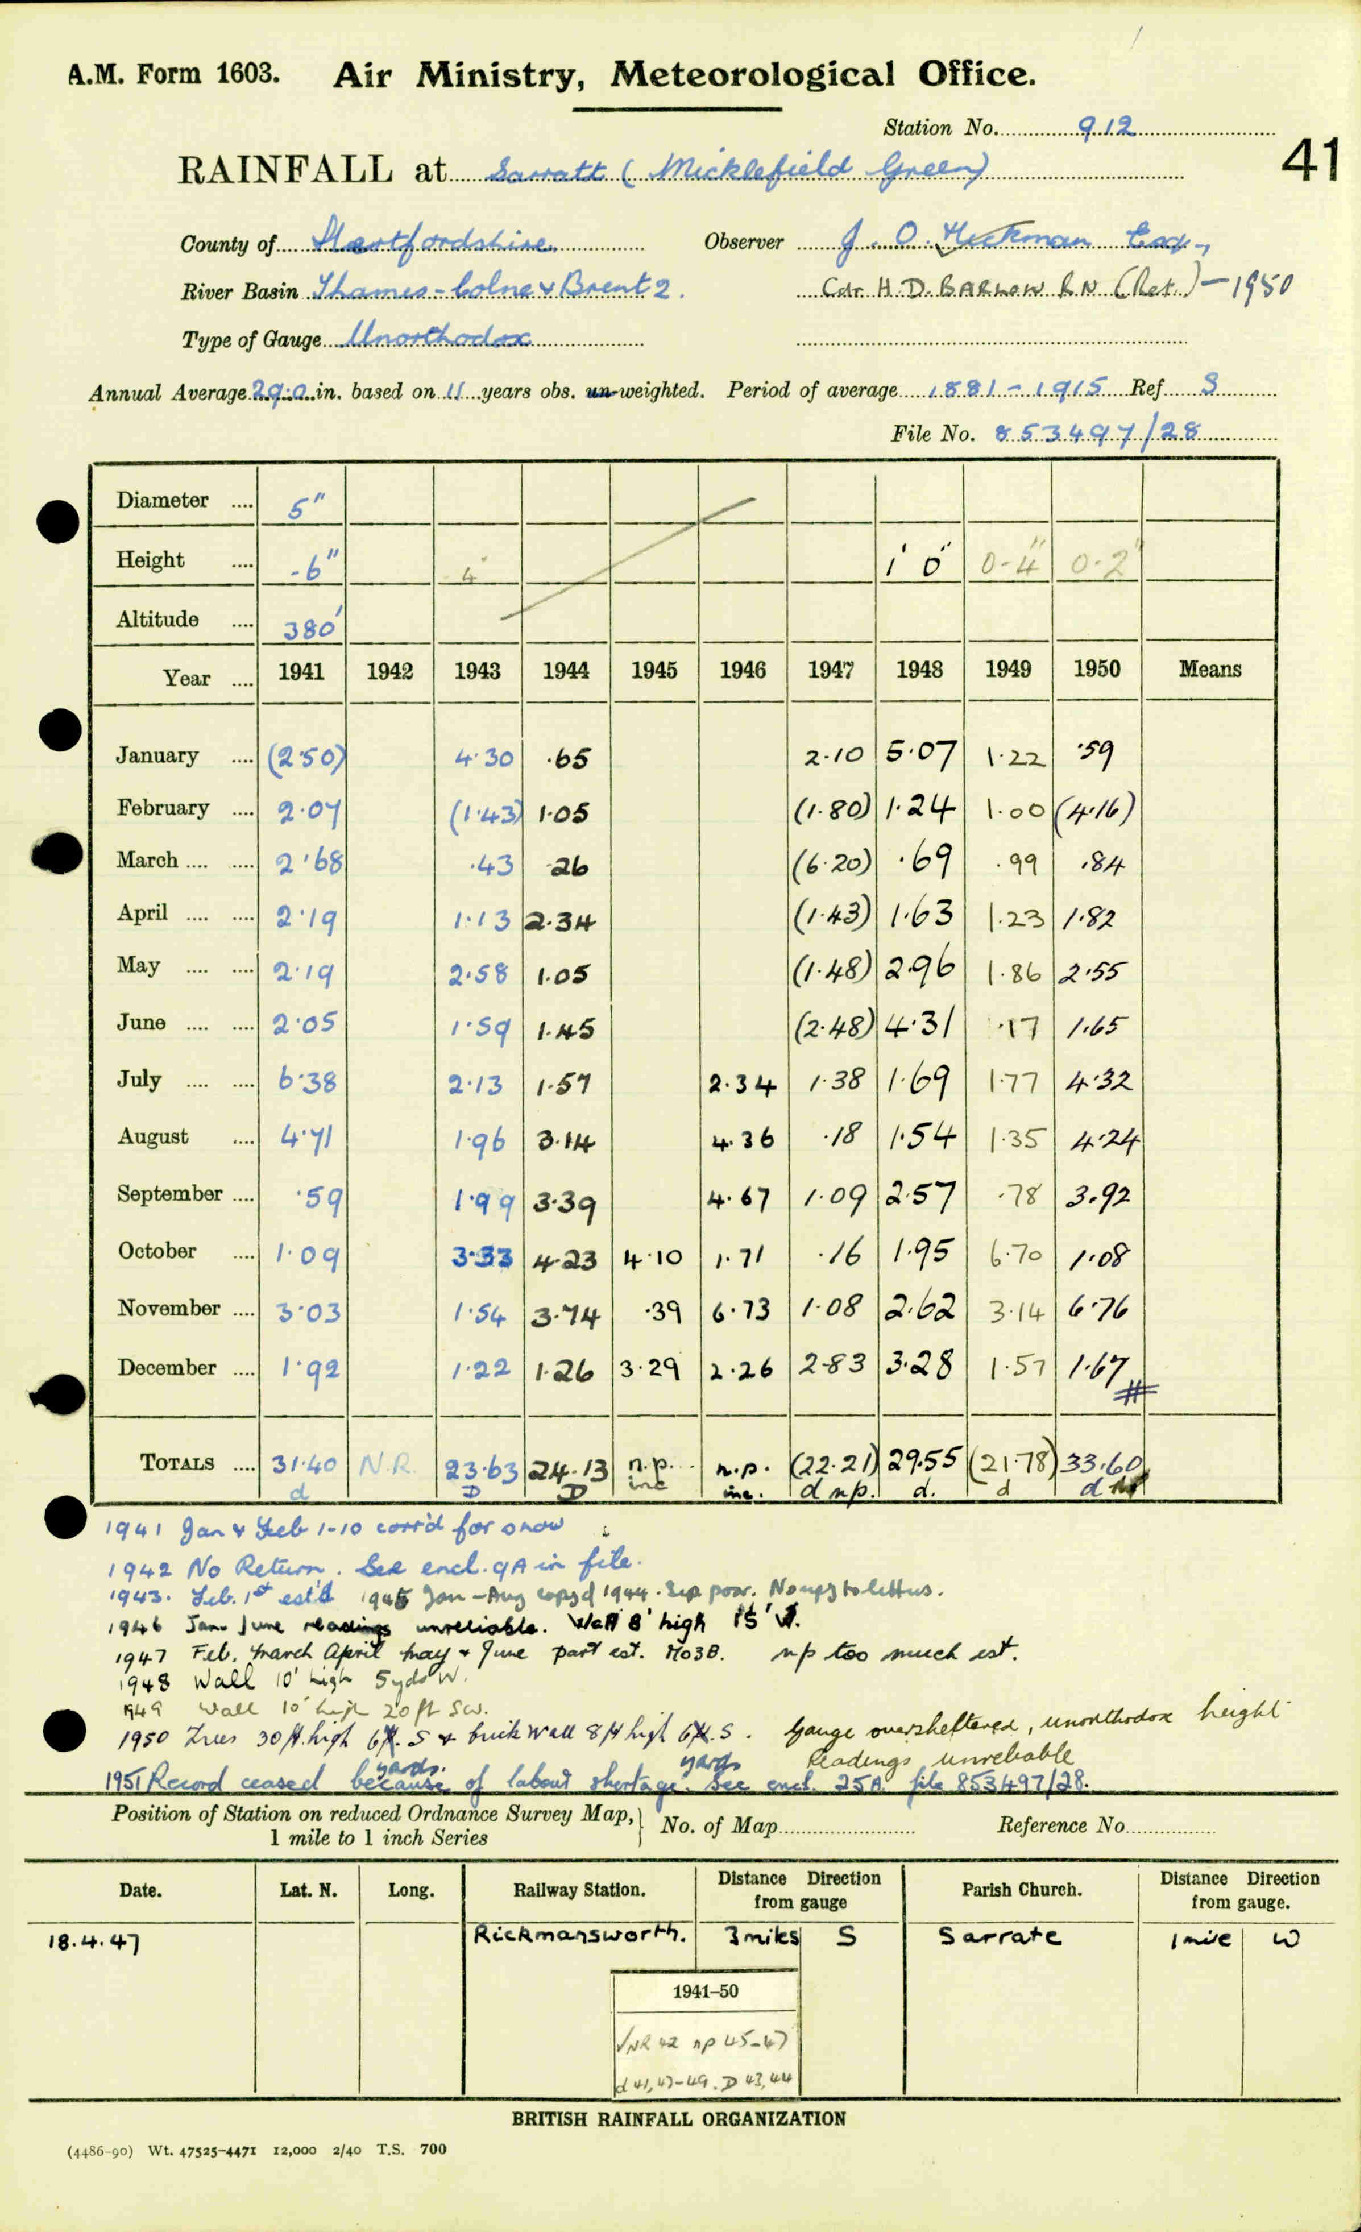 A.M. Form 1603. Air Ministry, Meteorological Office.
Station No. 912
41
RAINFALL at Sarratt (Micklefield Green)
County of Hertfordshire Observer J. O. Hickman Esq.,
River Basin Thames - Colne & Brent 2. Cdr. H.D. BARLOW RN (Ret.) - 1950
Type of Gauge Unorthodox
Annual Average 29.0 in. based on 11 years obs. un-weighted. Period of average 1881 - 1915 Ref S
File No. 853497/28
Diameter .... 5"
Height .... -6" 4" 1' 0" 0-4" 0-2"
Altitude .... 380'
Year .... 1941 1942 1943 1944 1945 1946 1947 1948 1949 1950 Means
January .... (2.50) 4.30 .65 2.10 5.07 1.22 .59
February .... 2.07 (1.43) 1.05 (1.80) 1.24 1.00 (4.16)
March .... .... 2.68 .43 .26 (6.20) .69 .99 .84
April .... .... 2.19 1.13 2.34 (1.43) 1.63 1.23 1.82
May .... .... 2.19 2.58 1.05 (1.48) 2.96 1.86 2.55
June .... .... 2.05 1.59 1.45 (2.48) 4.31 .17 1.65
July .... .... 6.38 2.13 1.57 2.34 1.38 1.69 1.77 4.32
August .... 4.71 1.96 3.14 4.36 .18 1.54 1.35 4.24
September .... .59 1.99 3.39 4.67 1.09 2.57 .78 3.92
October .... 1.09 3.33 4.23 4.10 1.71 .16 1.95 6.70 1.08
November .... 3.03 1.54 3.74 .39 6.73 1.08 2.62 3.14 6.76
December .... 1.92 1.22 1.26 3.29 2.26 2.83 3.28 1.57 1.67
TOTALS .... 31.40 N.R. 23.63 24.13 n.p. n.p. (22.21) 29.55 (21.78) 33.60
d D D inc inc. d n.p. d. d d
1941 Jan & Feb 1-10 corr'd for snow
1942 No Return. See encl. 9A in file.
1943. Feb. 1st est'd 1945 Jan - Aug copy'd 1944. Sep poor. No reply to letters.
1946 Jan. June readings unreliable. Wall 8' high 15' W.
1947 Feb, March April May & June part est. MO3B. np too much est.
1948 Wall 10' high 5yds W.
1949 Wall 10' high 20ft SW.
1950 Trees 30ft. high 6ft. S & brick wall 8ft high 6ft. S. Gauge oversheltered, unorthodox height
yards. yards Readings unreliable
1951 Record ceased because of labour shortage. See encl. 25A file 853497/28.
Position of Station on reduced Ordnance Survey Map, } No. of Map Reference No.
1 mile to 1 inch Series
Date. Lat. N. Long. Railway Station. Distance Direction from gauge Parish Church. Distance Direction from gauge.
18.4.47 Rickmansworth. 3 miles S Sarrate 1 mile W
1941-50
√NR 42 np 45-47
d 41,47-49. D 43,44
BRITISH RAINFALL ORGANIZATION
(4486-90) Wt. 47525-4471 12,000 2/40 T.S. 700